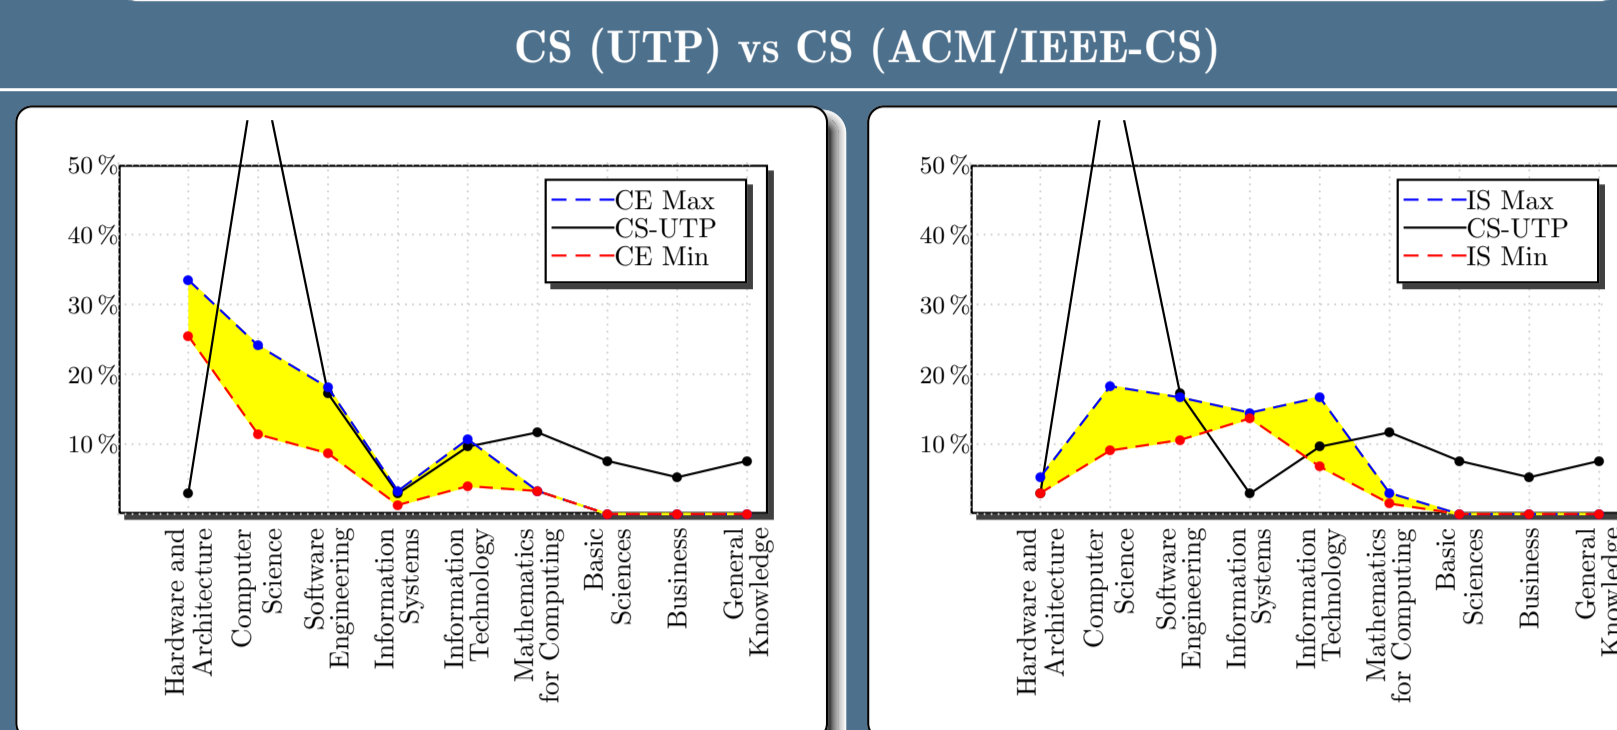 CS (UTP) vs CS (ACM/IEEE-CS)
50 %
40 %
30 %
20 %
10 %
CE Max
CS-UTP
CE Min
Hardware and
Architecture
Computer
Science
Software
Engineering
Information
Systems
Information
Technology
Mathematics
for Computing
Basic
Sciences
Business
General
Knowledge
50 %
40 %
30 %
20 %
10 %
IS Max
CS-UTP
IS Min
Hardware and
Architecture
Computer
Science
Software
Engineering
Information
Systems
Information
Technology
Mathematics
for Computing
Basic
Sciences
Business
General
Knowledge